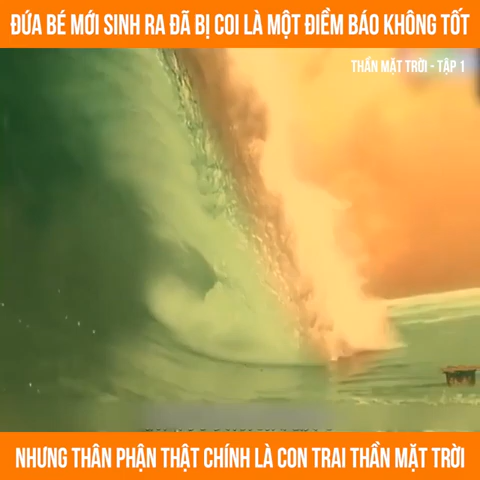 ĐỨA BÉ MỚI SINH RA ĐÃ BỊ COI LÀ MỘT ĐIỀM BÁO KHÔNG TỐT
THẦN MẶT TRỜI - TẬP 1
NHƯNG THÂN PHẬN THẬT CHÍNH LÀ CON TRAI THẦN MẶT TRỜI